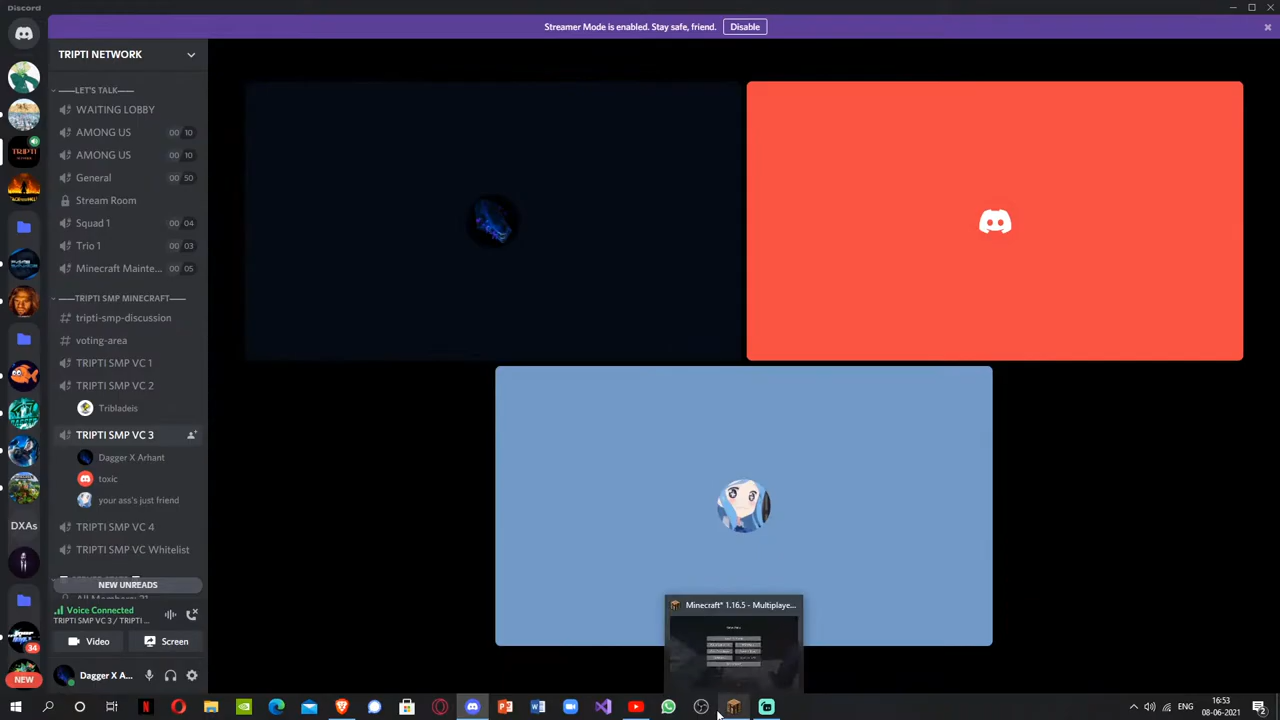 Discord
Streamer Mode is enabled. Stay safe, friend. Disable
TRIPTI NETWORK
LET'S TALK
WAITING LOBBY
AMONG US 00 10
AMONG US 00 10
General 00 50
Stream Room
Squad 1 00 04
Trio 1 00 03
Minecraft Mainte... 00 05
TRIPTI SMP MINECRAFT
tripti-smp-discussion
voting-area
TRIPTI SMP VC 1
TRIPTI SMP VC 2
Tribladeis
TRIPTI SMP VC 3
Dagger X Arhant
toxic
your ass's just friend
DXAs
TRIPTI SMP VC 4
TRIPTI SMP VC Whitelist
NEW UNREADS
Voice Connected
TRIPTI SMP VC 3 / TRIPTI S...
Video
Screen
34
NEW
Dagger X A...
Minecraft* 1.16.5 - Multiplaye...
ENG
16:53
08-06-2021